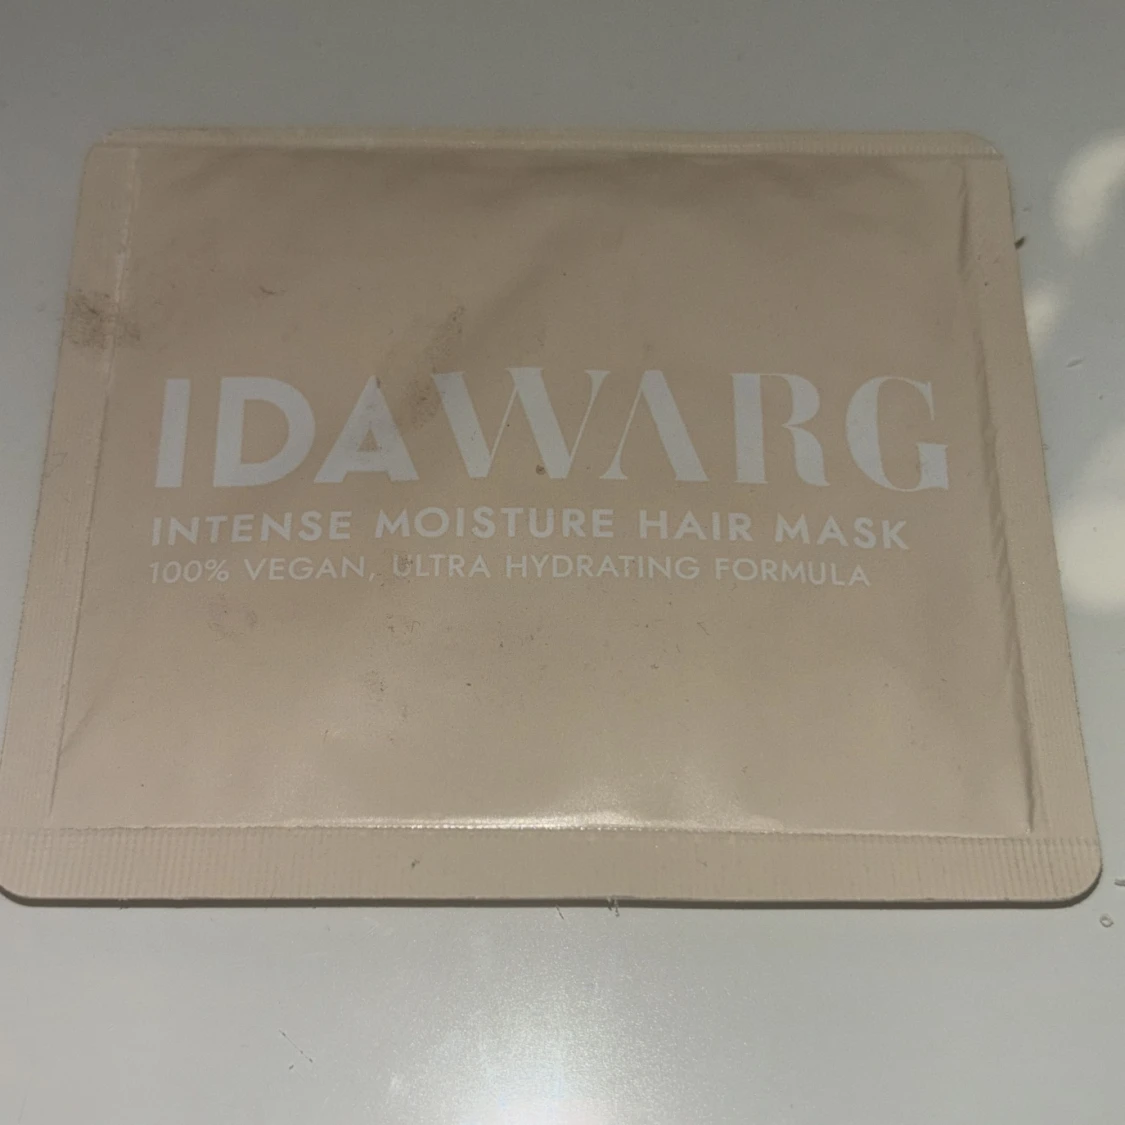 IDAWARG
INTENSE MOISTURE HAIR MASK
100% VEGAN, ULTRA HYDRATING FORMULA